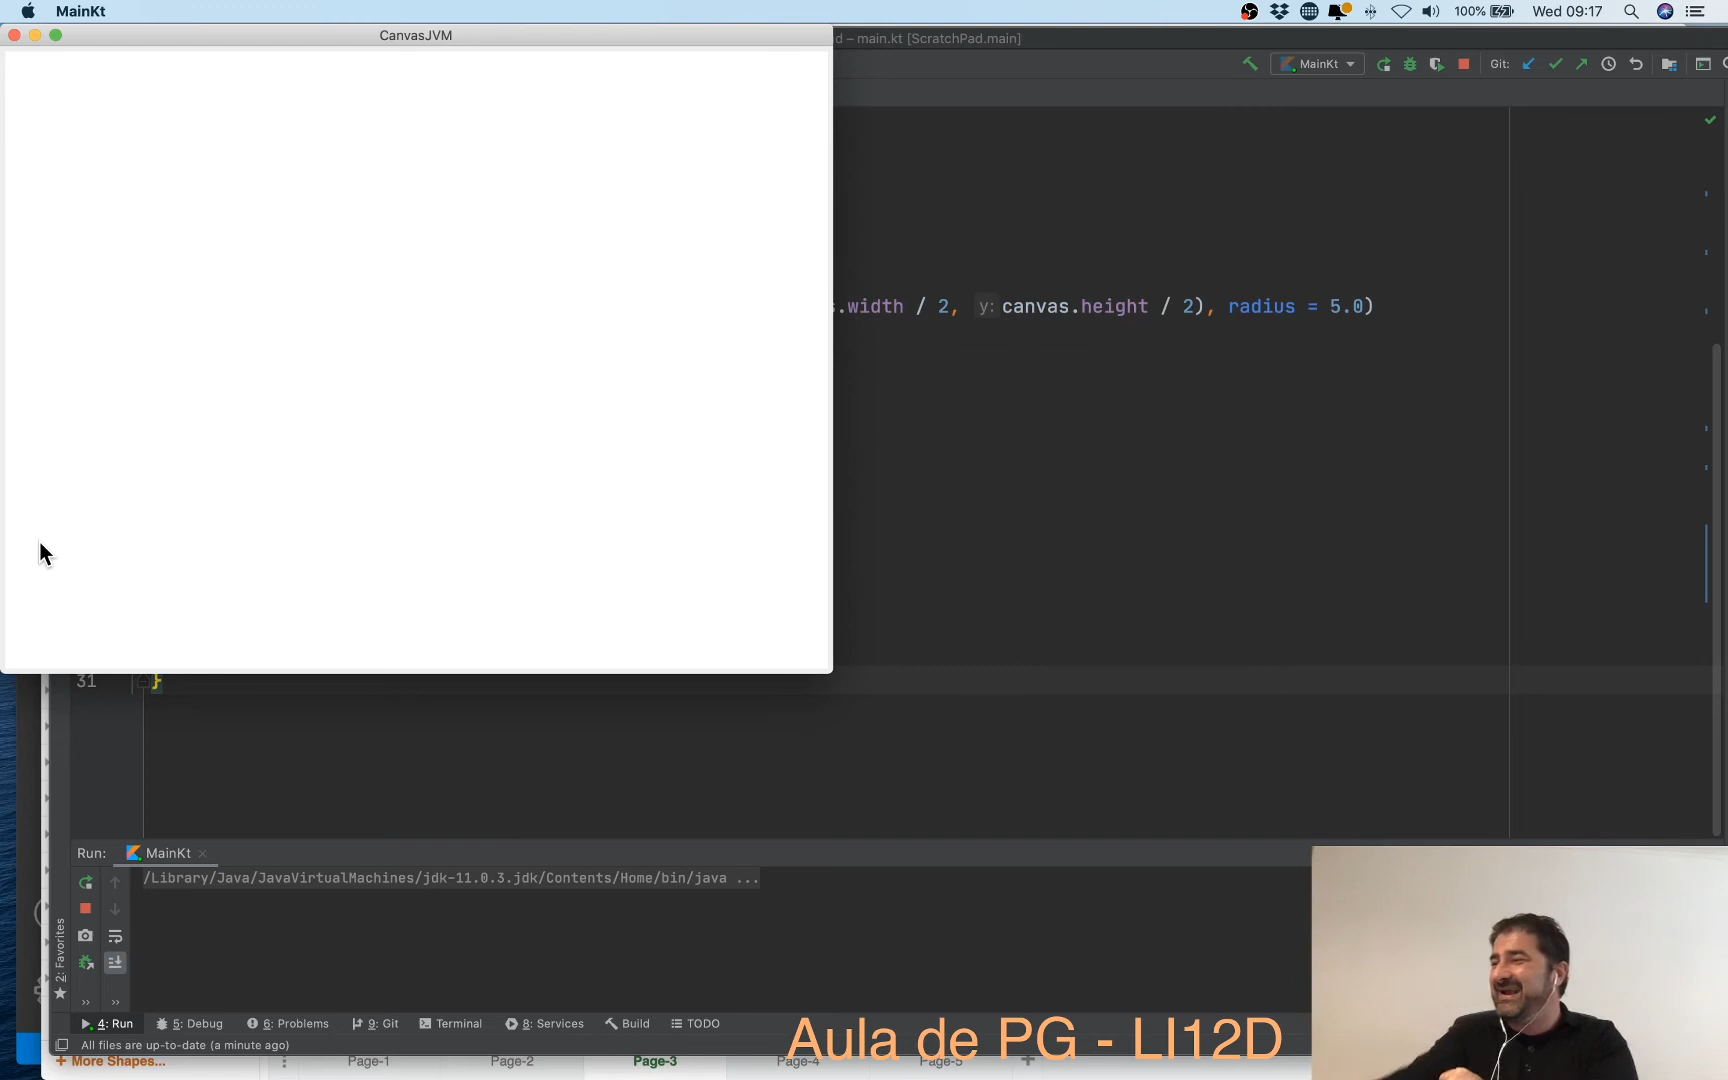 MainKt
100%
Wed 09:17
CanvasJVM
d – main.kt [ScratchPad.main]
MainKt
Git:
s.width / 2, y: canvas.height / 2), radius = 5.0)
31
}
Run:
MainKt
/Library/Java/JavaVirtualMachines/jdk-11.0.3.jdk/Contents/Home/bin/java ...
2: Favorites
4: Run
5: Debug
6: Problems
9: Git
Terminal
8: Services
Build
TODO
All files are up-to-date (a minute ago)
Aula de PG - LI12D
+ More Shapes...
Page-1
Page-2
Page-3
Page-4
Page-5